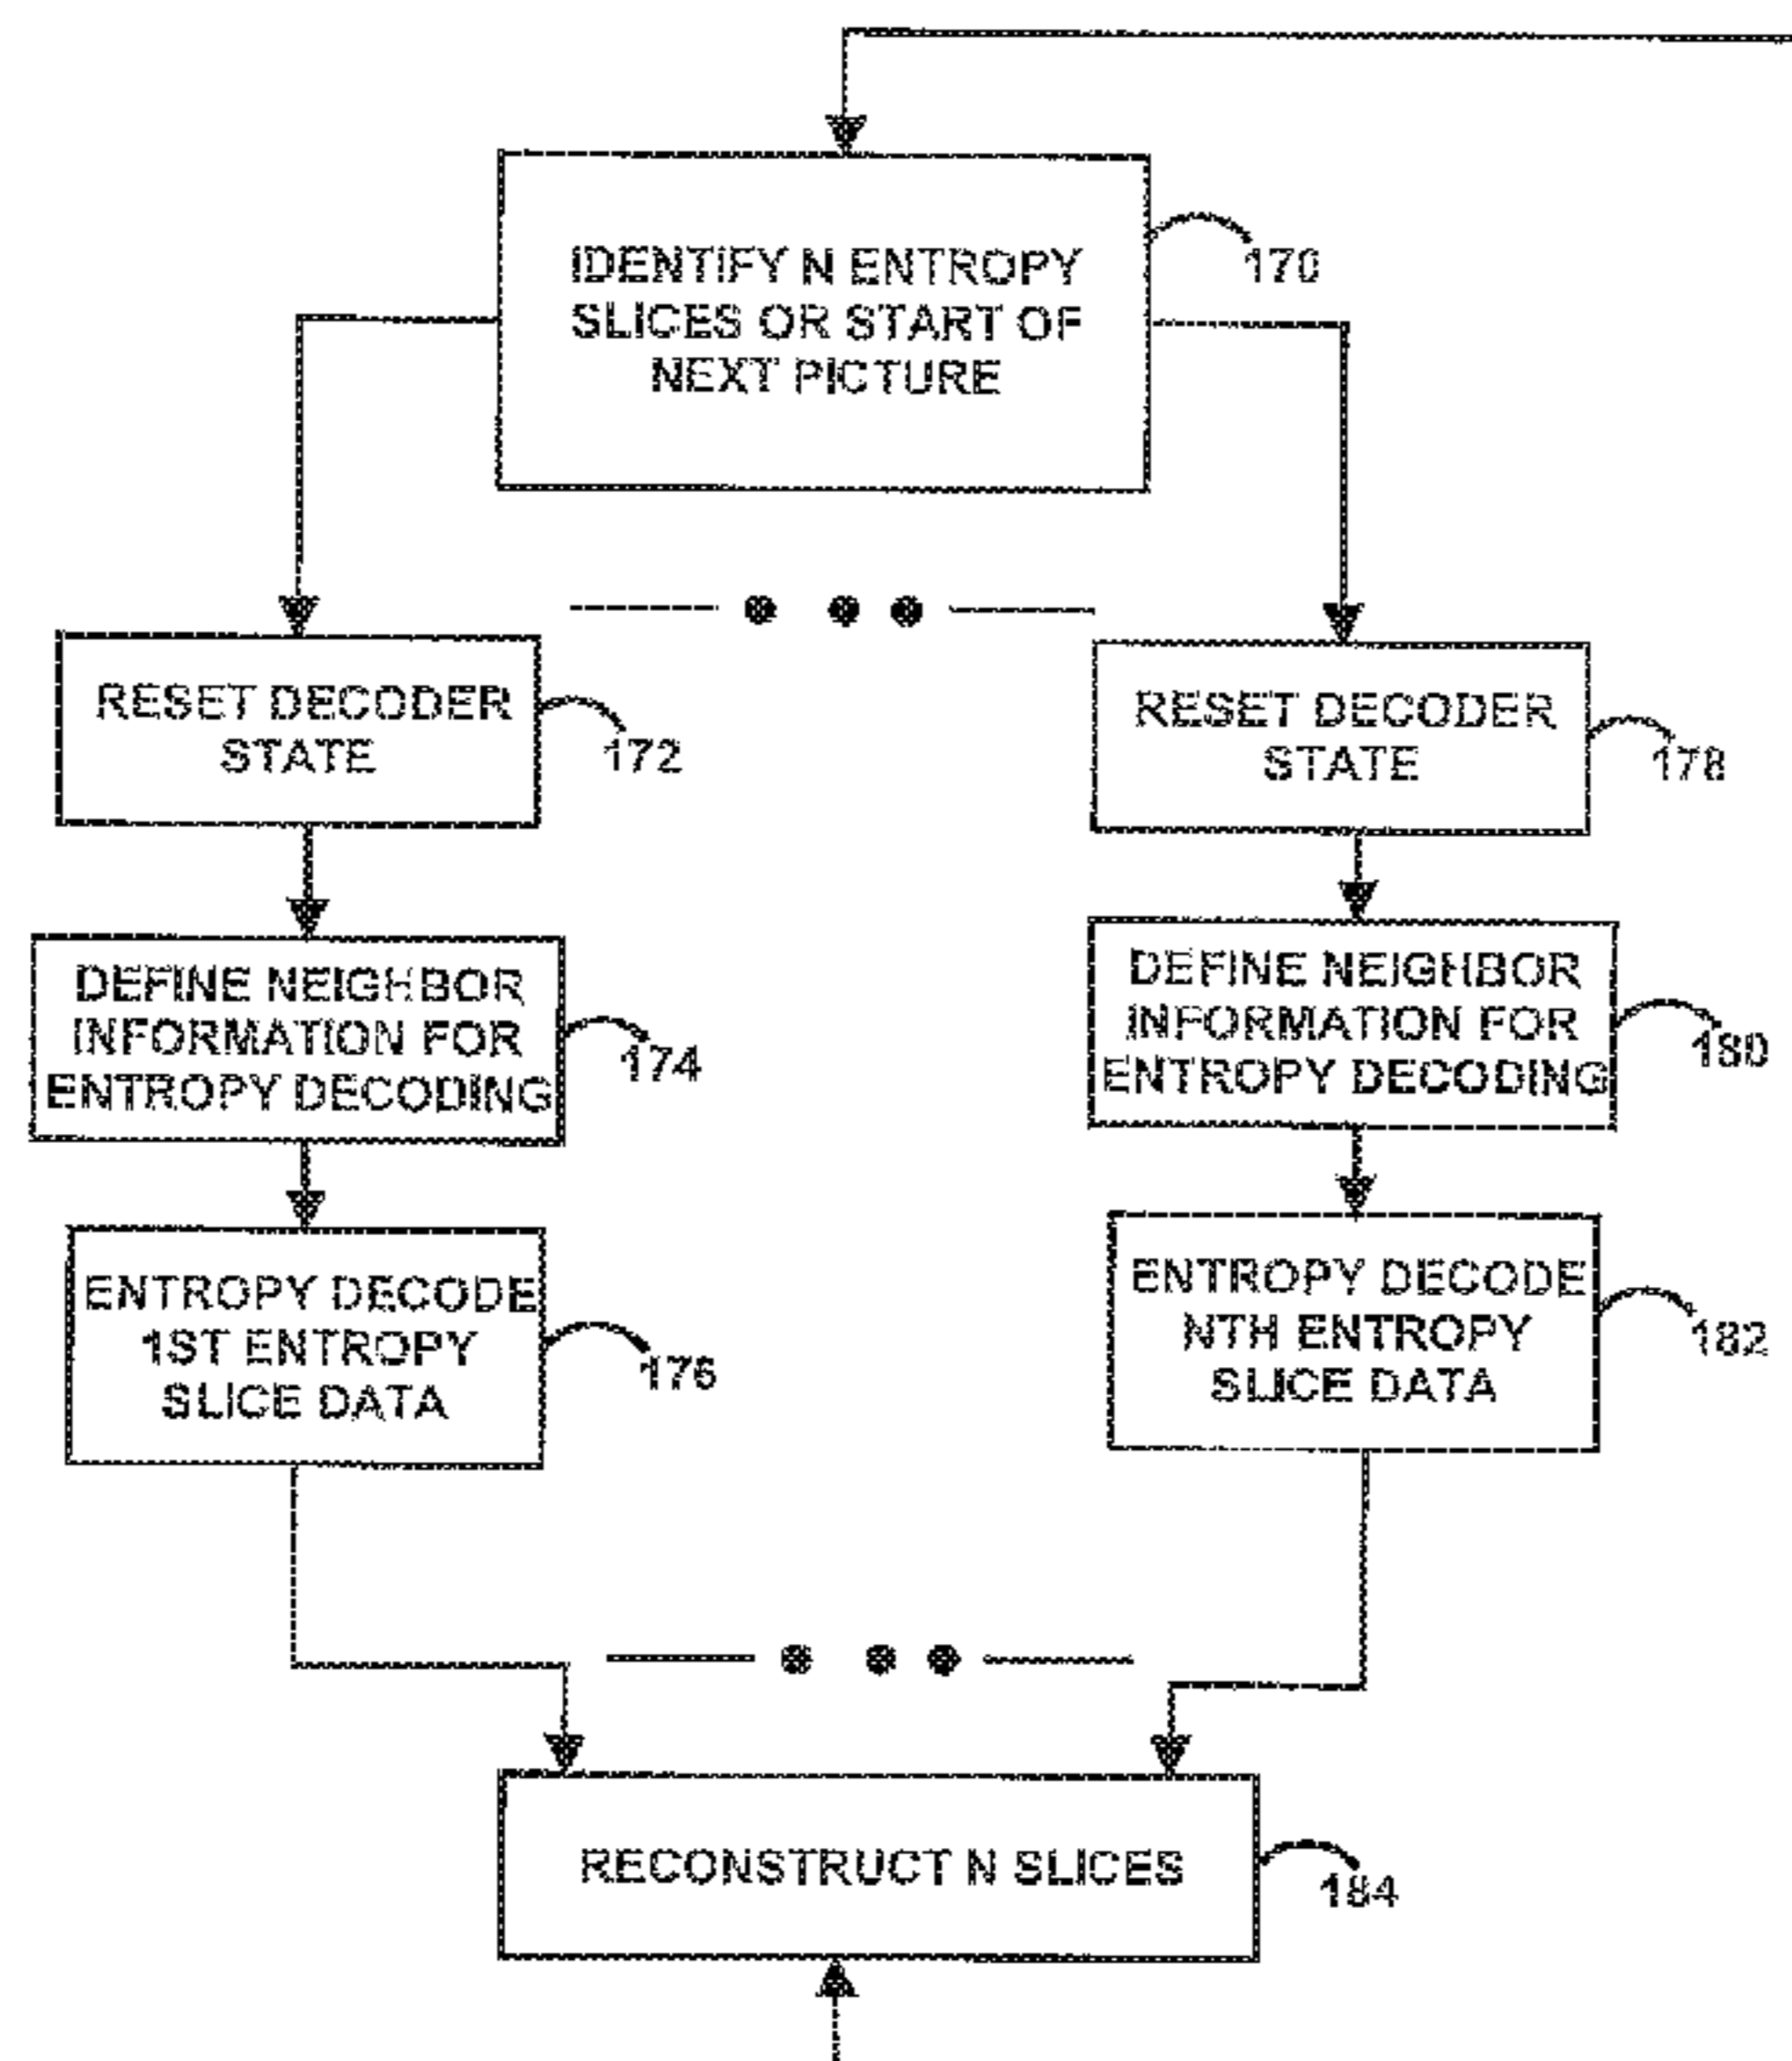 IDENTIFY N ENTROPY
SLICES OR START OF
NEXT PICTURE
170
RESET DECODER
STATE
172
RESET DECODER
STATE
178
DEFINE NEIGHBOR
INFORMATION FOR
ENTROPY DECODING
174
DEFINE NEIGHBOR
INFORMATION FOR
ENTROPY DECODING
180
ENTROPY DECODE
1ST ENTROPY
SLICE DATA
176
ENTROPY DECODE
NTH ENTROPY
SLICE DATA
182
RECONSTRUCT N SLICES
184